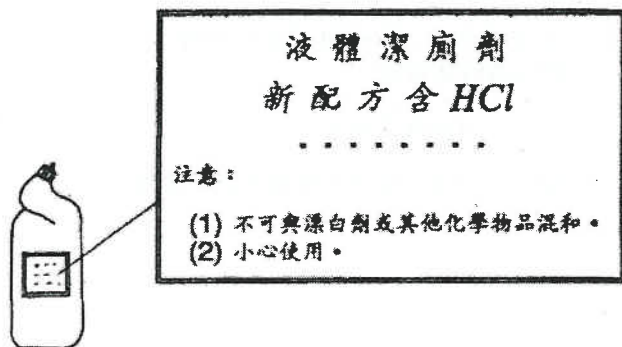 液體潔廁劑
新配方含HCl
........
注意：
(1) 不可與漂白劑或其他化學物品混和。
(2) 小心使用。